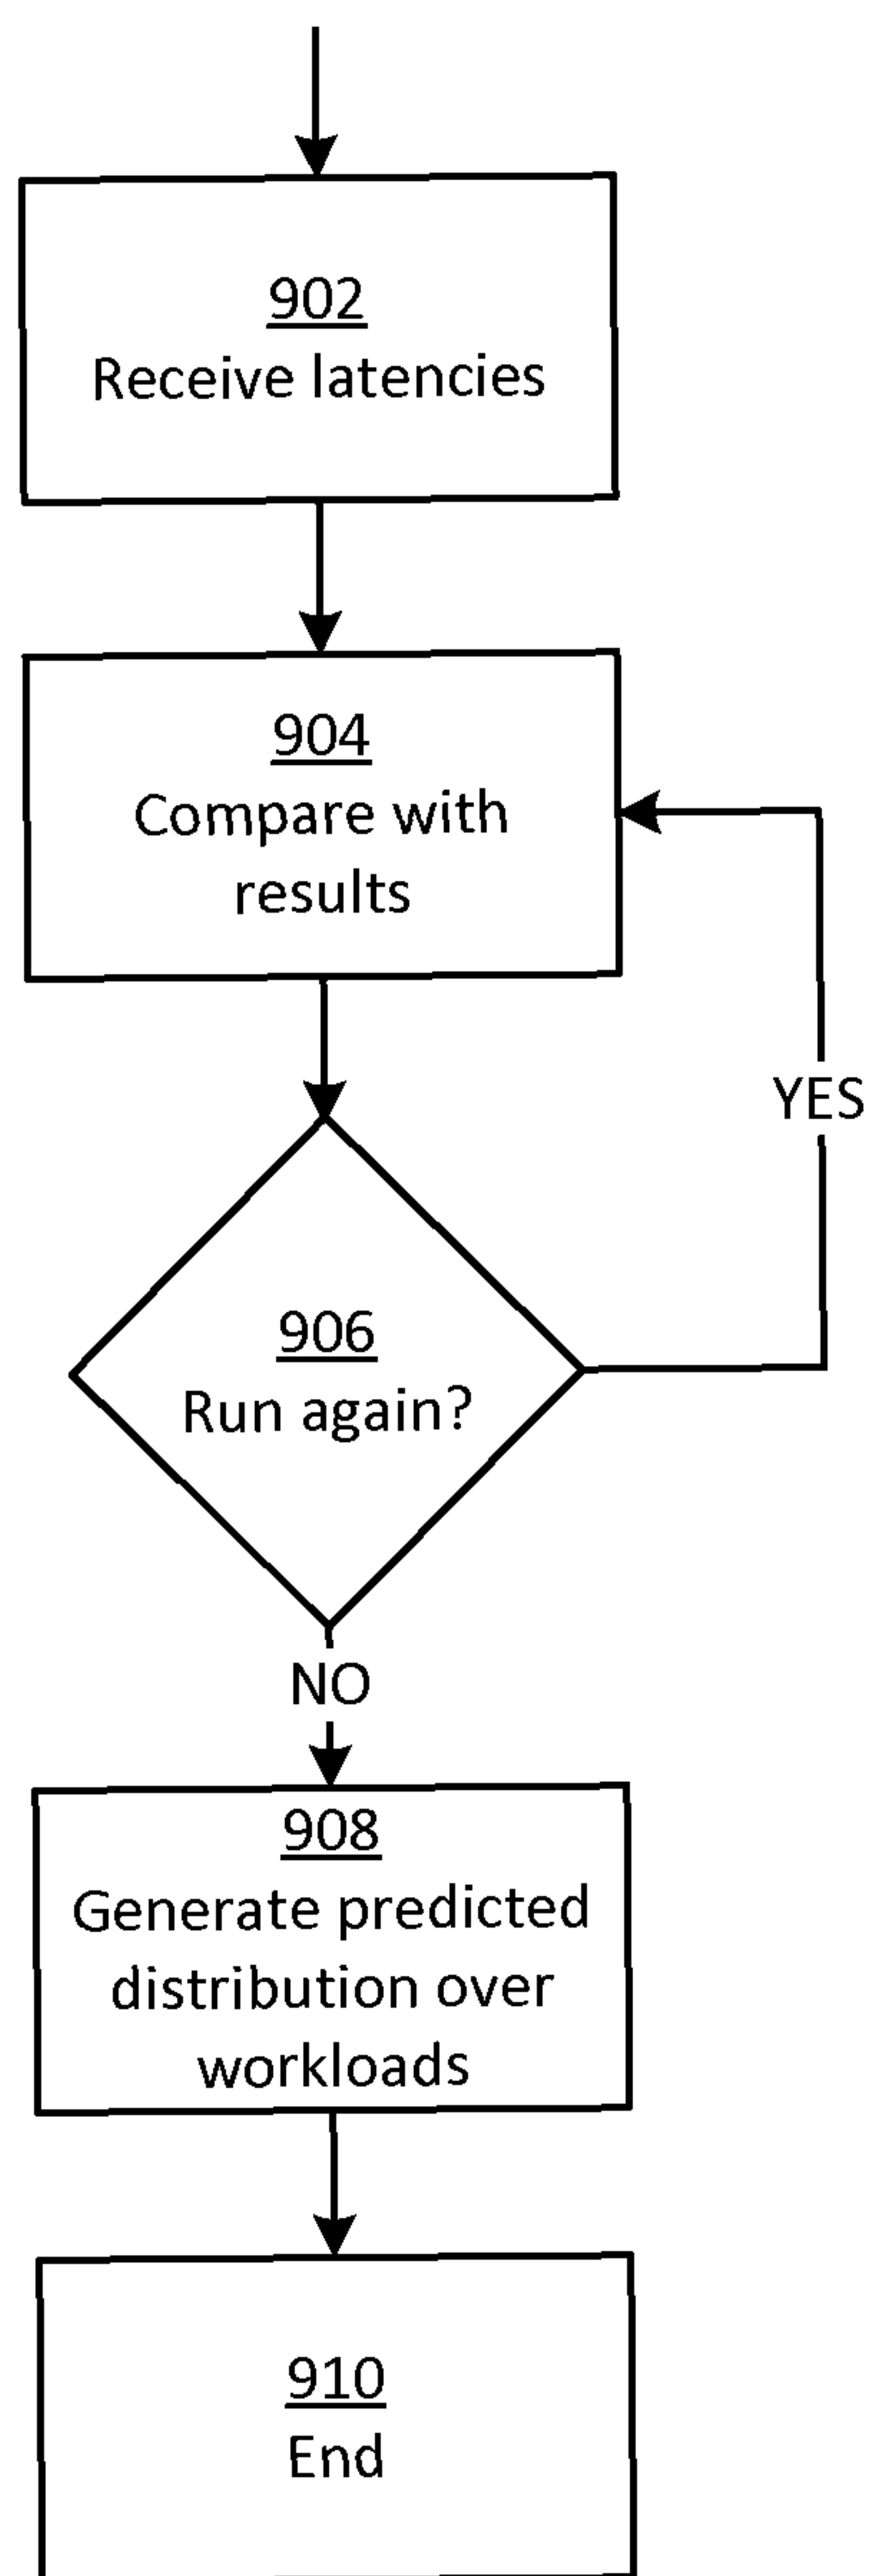 902
Receive latencies
904
Compare with
results
YES
906
Run again?
NO
908
Generate predicted
distribution over
workloads
910
End